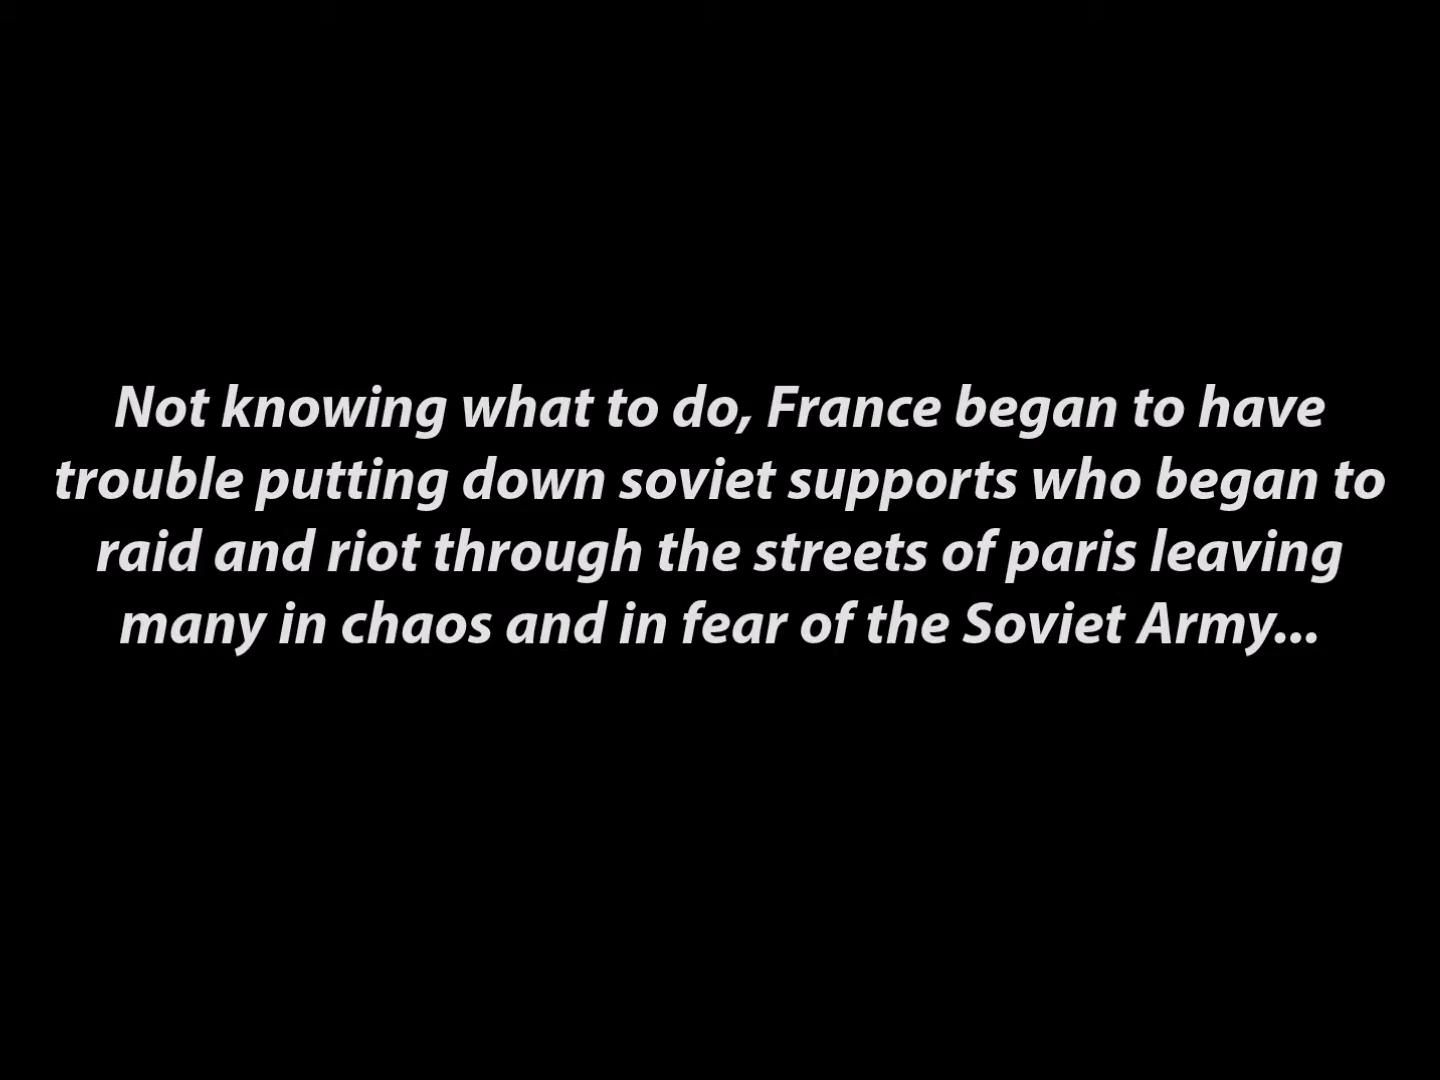 Not knowing what to do, France began to have
trouble putting down soviet supports who began to
raid and riot through the streets of paris leaving
many in chaos and in fear of the Soviet Army...